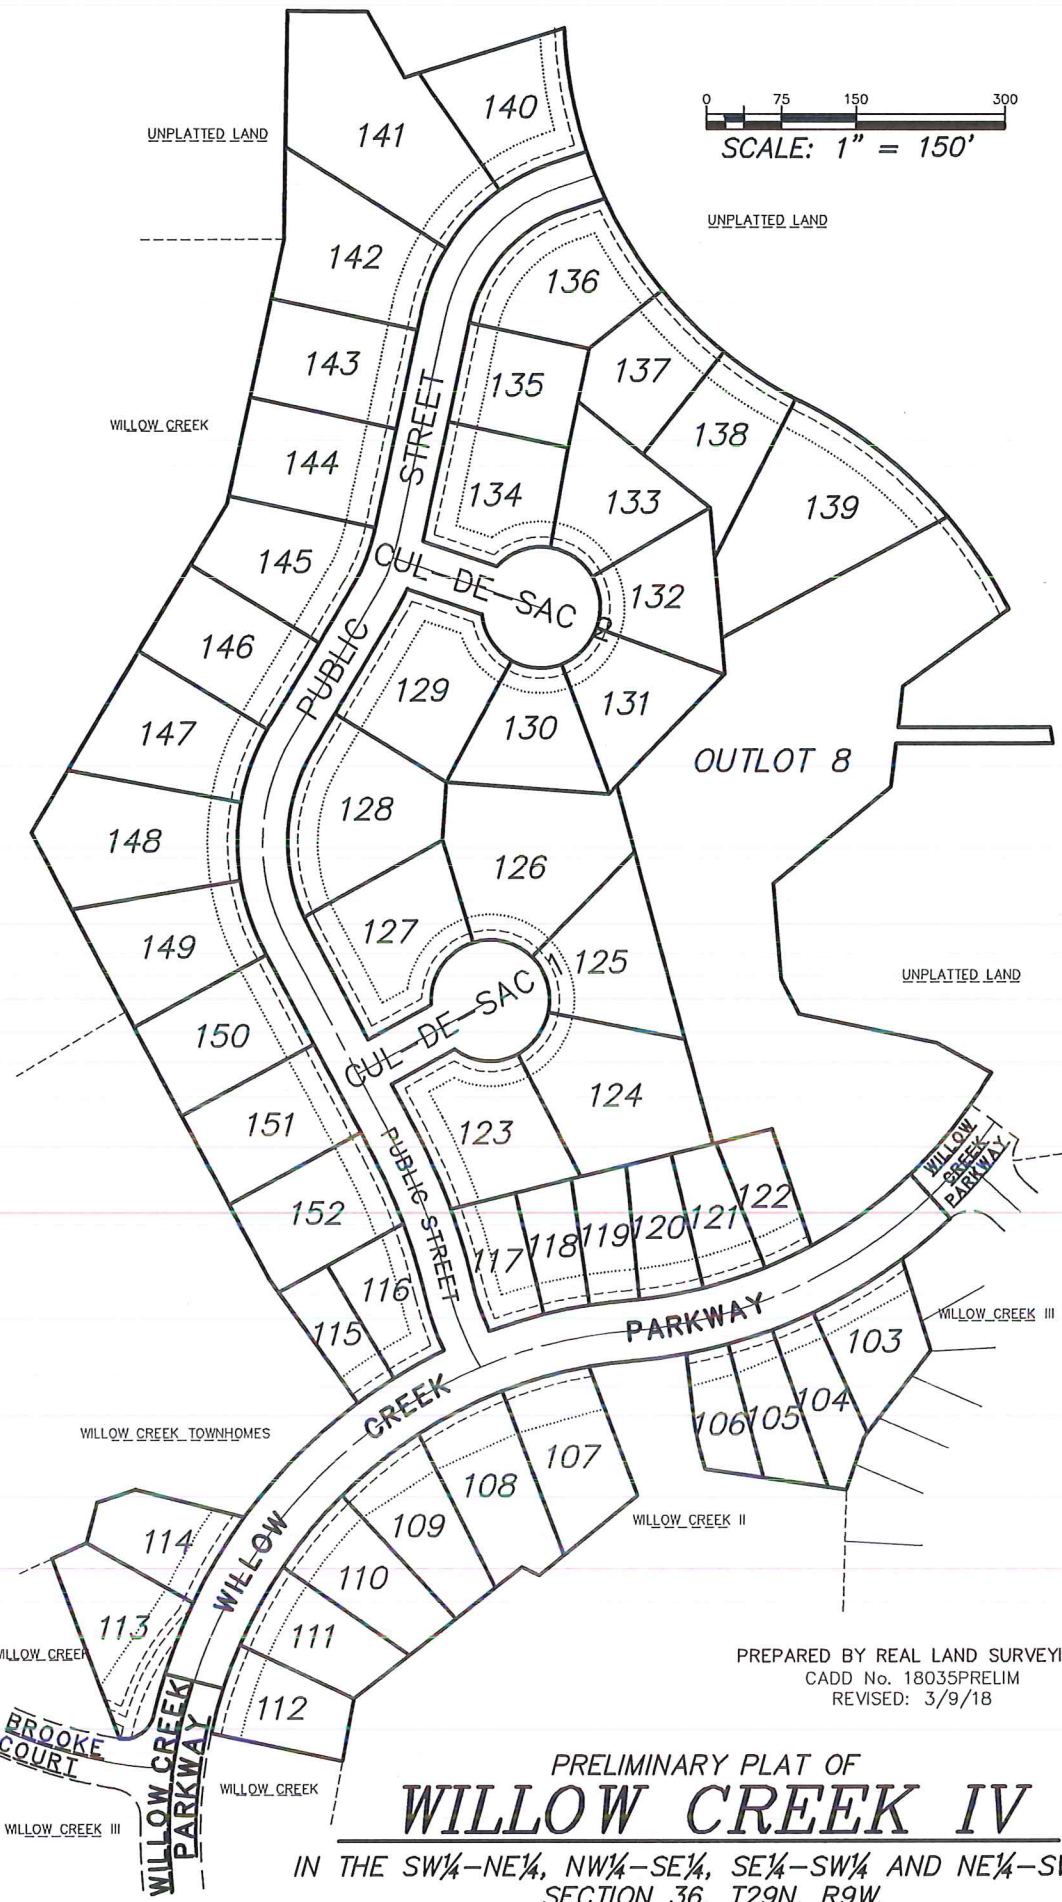 0 75 150 300
SCALE: 1" = 150'
UNPLATTED LAND
UNPLATTED LAND
WILLOW CREEK
140
141
142
136
143
135
137
144
134
138
133
139
145
132
146
129
131
147
130
128
148
126
127
149
125
150
124
151
123
152
122
121
120
119
118
117
116
115
103
104
105
106
107
108
109
110
111
112
113
114
STREET
PUBLIC
CUL-DE-SAC 2
OUTLOT 8
CUL-DE-SAC 1
UNPLATTED LAND
PUBLIC STREET
WILLOW
CREEK
PARKWAY
WILLOW CREEK III
PARKWAY
CREEK
WILLOW
WILLOW CREEK TOWNHOMES
WILLOW CREEK II
WILLOW CREEK
BROOKE
COURT
WILLOW CREEK
PARKWAY
WILLOW CREEK
WILLOW CREEK III
PREPARED BY REAL LAND SURVEYI
CADD No. 18035PRELIM
REVISED: 3/9/18
PRELIMINARY PLAT OF
WILLOW CREEK IV
IN THE SW¼-NE¼, NW¼-SE¼, SE¼-SW¼ AND NE¼-SW
SECTION 36, T29N, R9W